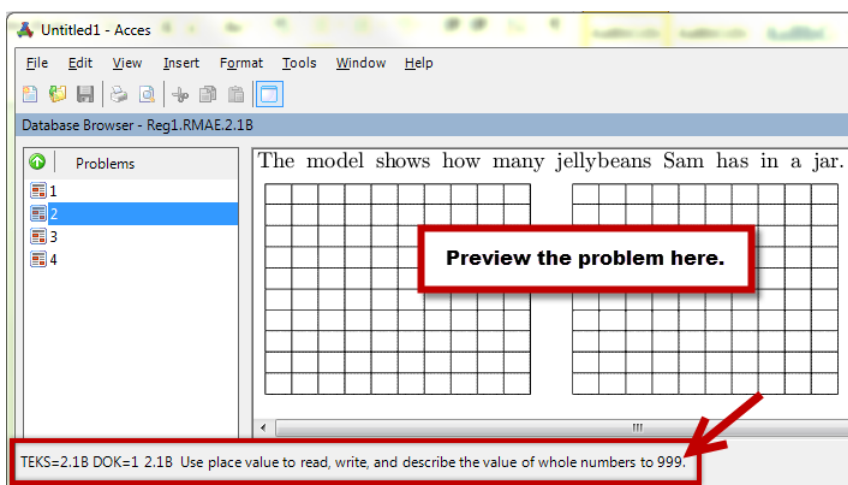 Untitled1 - Acces
File Edit View Insert Format Tools Window Help
Database Browser - Reg1.RMAE.2.1B
Problems
1
2
3
4
The model shows how many jellybeans Sam has in a jar.
Preview the problem here.
TEKS=2.1B DOK=1 2.1B Use place value to read, write, and describe the value of whole numbers to 999.